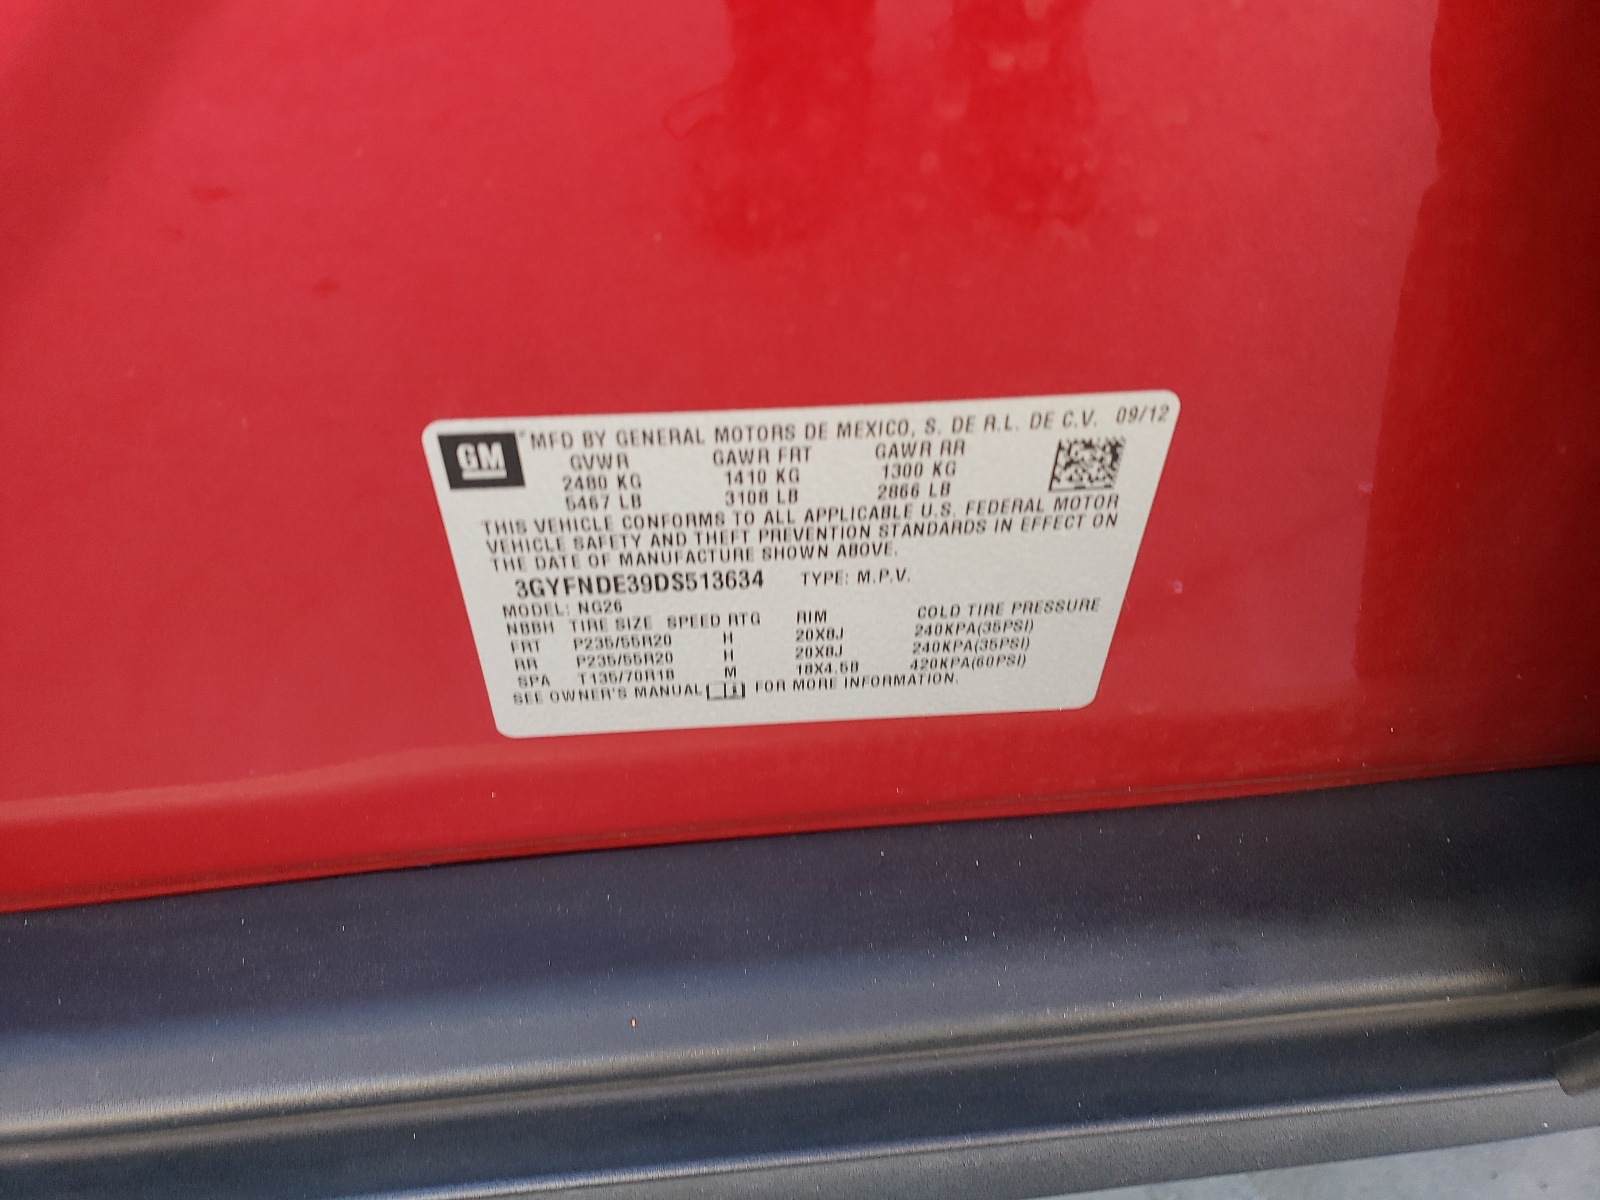 GM MFD BY GENERAL MOTORS DE MEXICO, S. DE R.L. DE C.V. 09/12
GVWR GAWR FRT GAWR RR
2480 KG 1410 KG 1300 KG
5467 LB 3108 LB 2866 LB
THIS VEHICLE CONFORMS TO ALL APPLICABLE U.S. FEDERAL MOTOR
VEHICLE SAFETY AND THEFT PREVENTION STANDARDS IN EFFECT ON
THE DATE OF MANUFACTURE SHOWN ABOVE.
3GYFNDE39DS513634 TYPE: M.P.V.
MODEL: NG26
NBBH TIRE SIZE SPEED RTG RIM COLD TIRE PRESSURE
FRT P235/55R20 H 20X8J 240KPA(35PSI)
RR P235/55R20 H 20X8J 240KPA(35PSI)
SPA T135/70R18 M 18X4.5B 420KPA(60PSI)
SEE OWNER'S MANUAL FOR MORE INFORMATION.